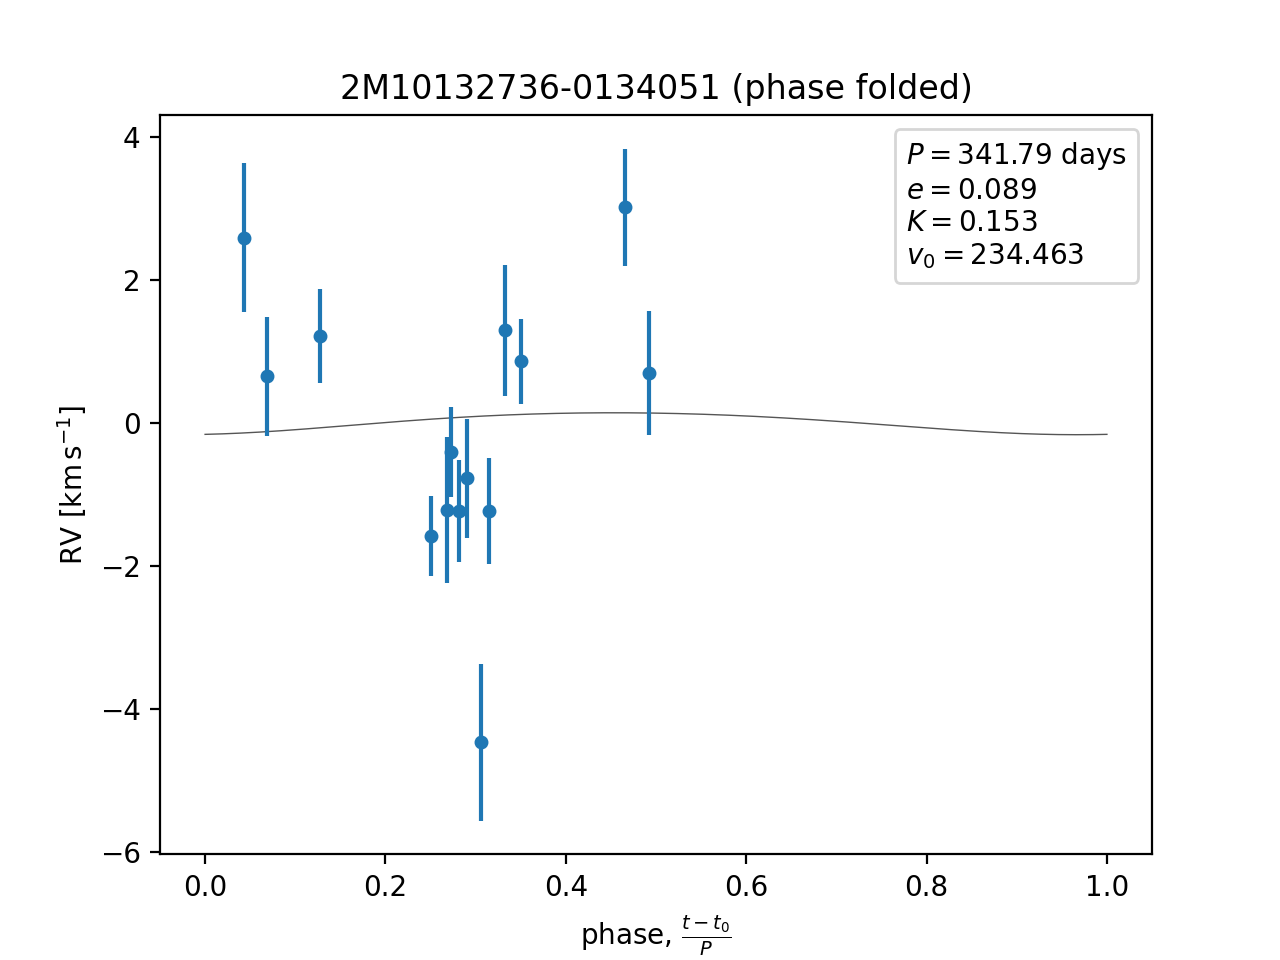 2M10132736-0134051 (phase folded)
P = 341.79 days
e = 0.089
K = 0.153
v₀ = 234.463
RV [km s⁻¹]
4
2
0
−2
−4
−6
0.0 0.2 0.4 0.6 0.8 1.0
phase, (t − t₀)/P